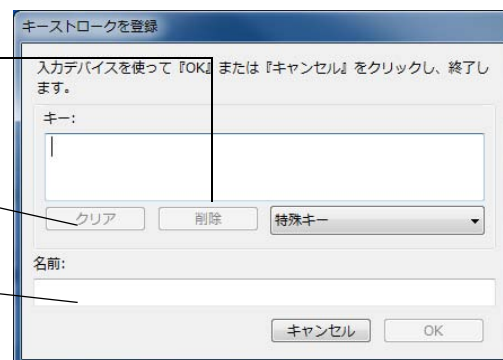 キーストロークを登録
入力デバイスを使って『OK』または『キャンセル』をクリックし、終了し
ます。
キー:
クリア 削除 特殊キー
名前:
キャンセル OK